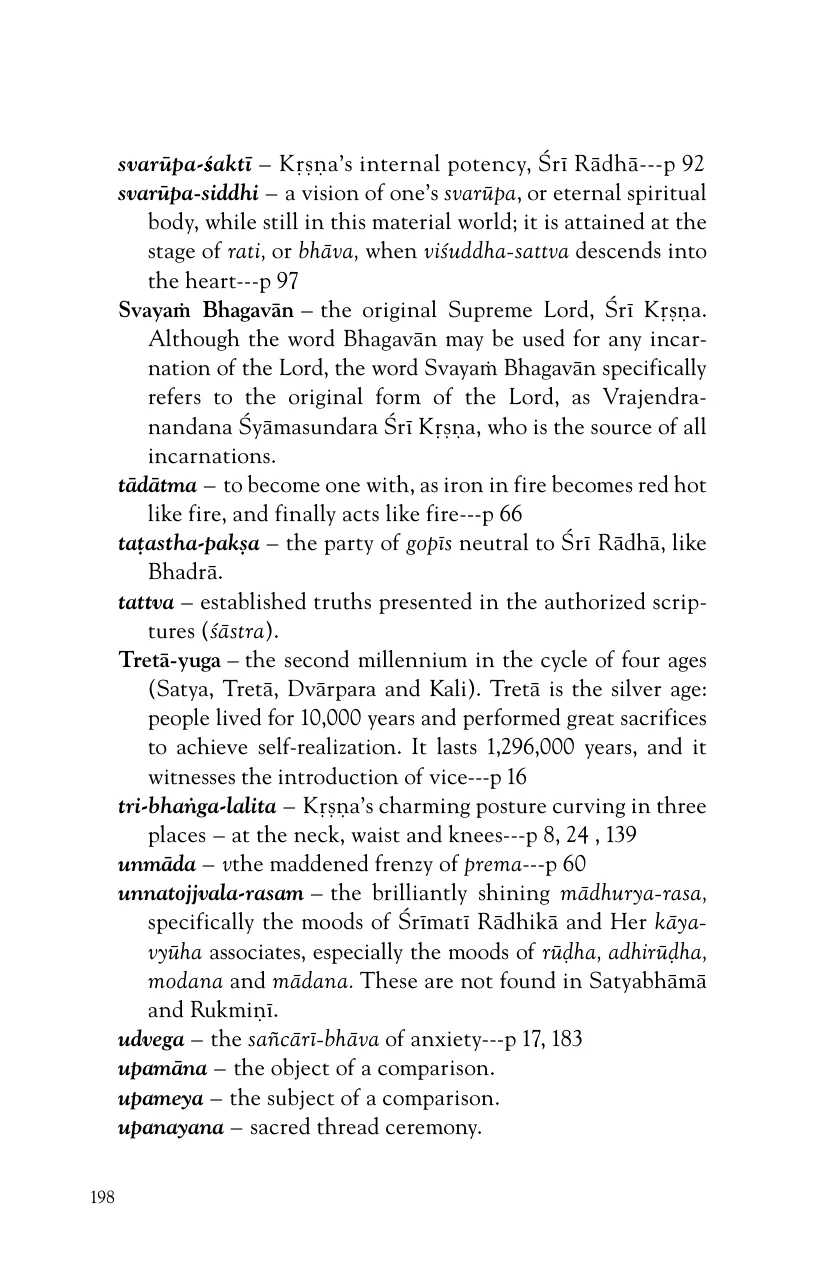 svarūpa-śaktī – Kṛṣṇa’s internal potency, Śrī Rādhā---p 92
svarūpa-siddhi – a vision of one’s svarūpa, or eternal spiritual
body, while still in this material world; it is attained at the
stage of rati, or bhāva, when viśuddha-sattva descends into
the heart---p 97
Svayaṁ Bhagavān – the original Supreme Lord, Śrī Kṛṣṇa.
Although the word Bhagavān may be used for any incar-
nation of the Lord, the word Svayaṁ Bhagavān specifically
refers to the original form of the Lord, as Vrajendra-
nandana Śyāmasundara Śrī Kṛṣṇa, who is the source of all
incarnations.
tādātma – to become one with, as iron in fire becomes red hot
like fire, and finally acts like fire---p 66
taṭastha-pakṣa – the party of gopīs neutral to Śrī Rādhā, like
Bhadrā.
tattva – established truths presented in the authorized scrip-
tures (śāstra).
Tretā-yuga – the second millennium in the cycle of four ages
(Satya, Tretā, Dvārpara and Kali). Tretā is the silver age:
people lived for 10,000 years and performed great sacrifices
to achieve self-realization. It lasts 1,296,000 years, and it
witnesses the introduction of vice---p 16
tri-bhaṅga-lalita – Kṛṣṇa’s charming posture curving in three
places – at the neck, waist and knees---p 8, 24 , 139
unmāda – vthe maddened frenzy of prema---p 60
unnatojjvala-rasam – the brilliantly shining mādhurya-rasa,
specifically the moods of Śrīmatī Rādhikā and Her kāya-
vyūha associates, especially the moods of rūḍha, adhirūḍha,
modana and mādana. These are not found in Satyabhāmā
and Rukmiṇī.
udvega – the sañcārī-bhāva of anxiety---p 17, 183
upamāna – the object of a comparison.
upameya – the subject of a comparison.
upanayana – sacred thread ceremony.
198